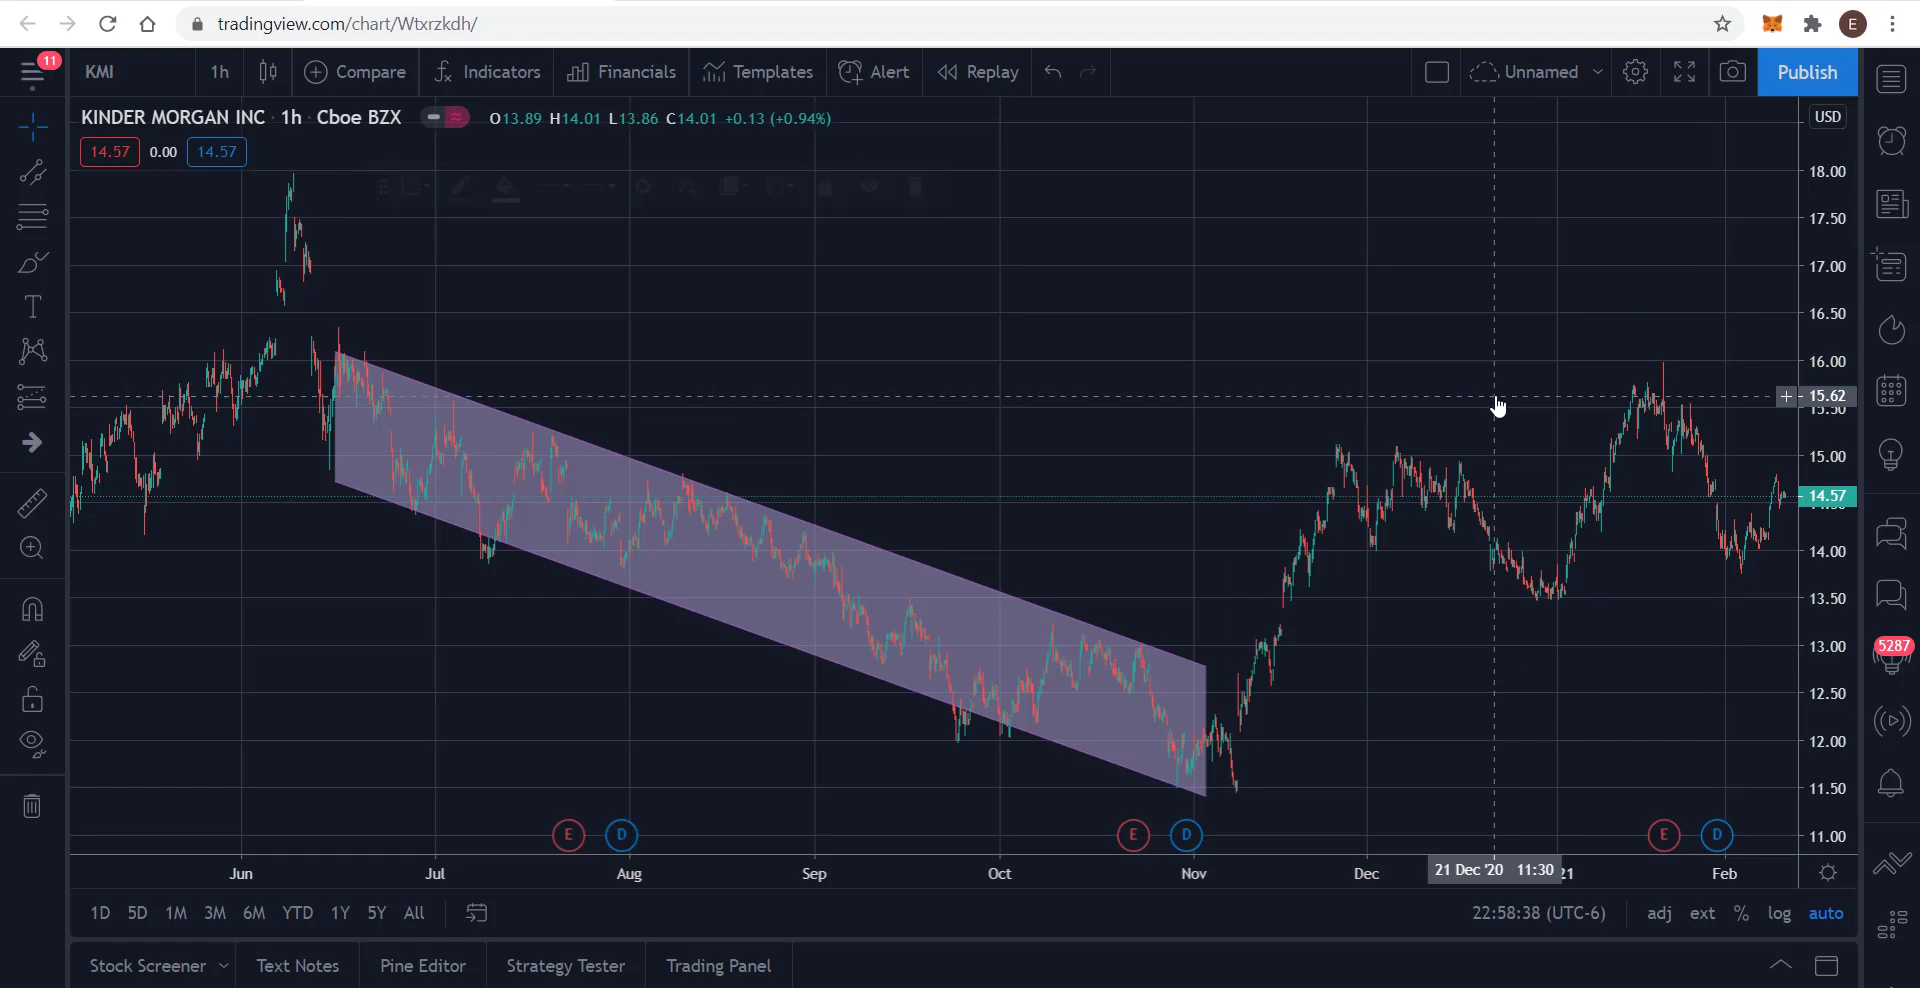 tradingview.com/chart/Wtxrzkdh/
E
11
KMI
1h
Compare
Indicators
Financials
Templates
Alert
Replay
Unnamed
Publish
KINDER MORGAN INC · 1h · Cboe BZX
O13.89 H14.01 L13.86 C14.01 +0.13 (+0.94%)
USD
14.57 0.00 14.57
18.00
17.50
17.00
16.50
16.00
15.62
15.50
15.00
14.57
14.00
13.50
13.00
5287
12.50
12.00
11.50
11.00
E D E D E D
Jun Jul Aug Sep Oct Nov Dec 21 Dec '20 11:30 21 Feb
1D 5D 1M 3M 6M YTD 1Y 5Y All
22:58:38 (UTC-6)
adj ext % log auto
Stock Screener
Text Notes
Pine Editor
Strategy Tester
Trading Panel